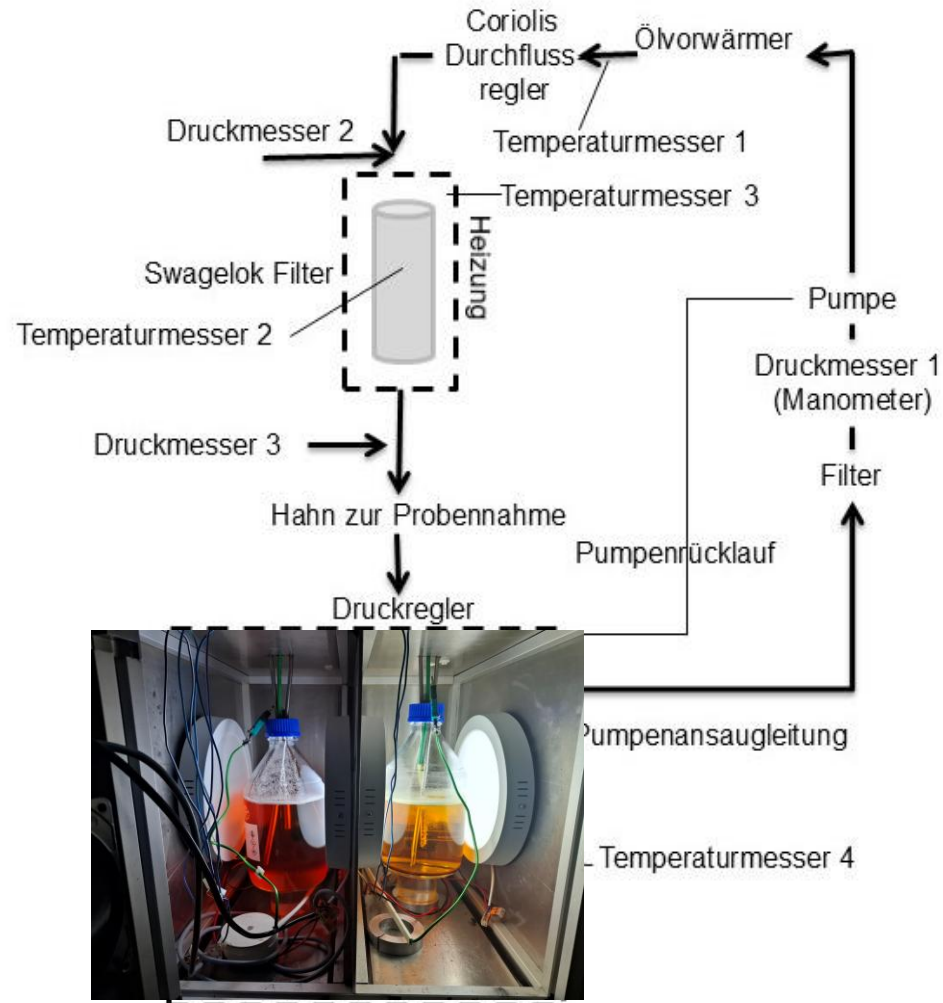 Coriolis
Durchfluss
regler
Ölvorwärmer
Druckmesser 2
Temperaturmesser 1
Temperaturmesser 3
Heizung
Swagelok Filter
Temperaturmesser 2
Pumpe
Druckmesser 1
(Manometer)
Druckmesser 3
Filter
Hahn zur Probennahme
Pumpenrücklauf
Druckregler
Pumpenansaugleitung
Temperaturmesser 4